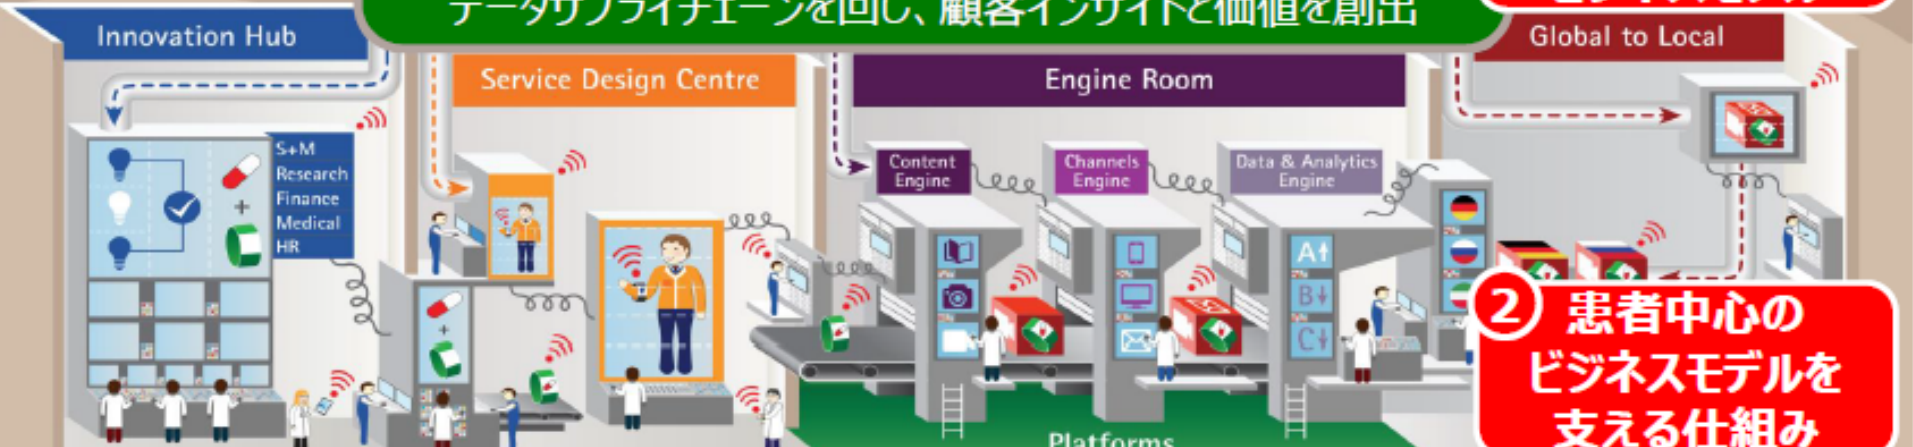 データサプライチェーンを回し、顧客インサイトと価値を創出
Innovation Hub
Global to Local
Service Design Centre
Engine Room
S+M
Research
Finance
Medical
HR
Content
Engine
Channels
Engine
Data & Analytics
Engine
A↑
B↓
C↓
②
患者中心の
ビジネスモデルを
支える仕組み
Platforms